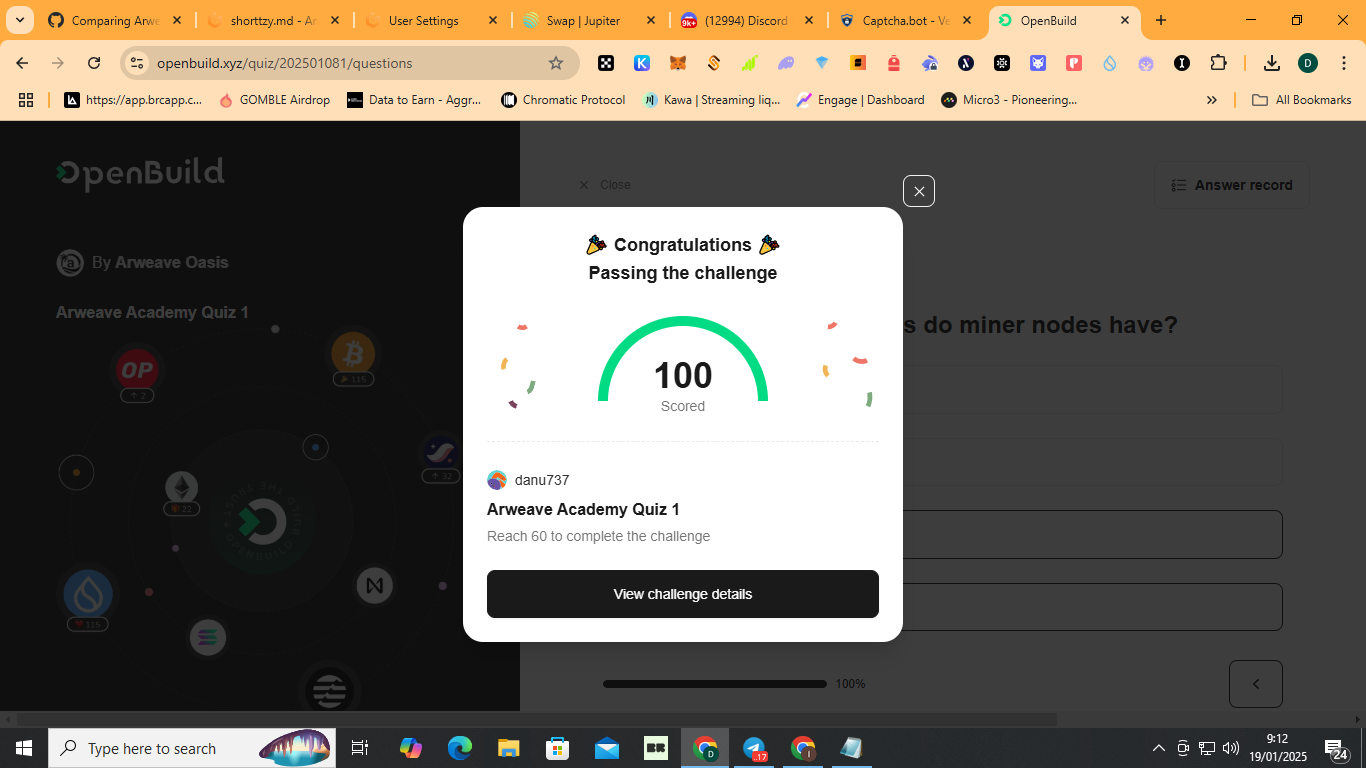 Comparing Arwe
shorttzy.md - Ar
User Settings
Swap | Jupiter
9k+
(12994) Discord
Captcha.bot - Ve
OpenBuild
openbuild.xyz/quiz/202501081/questions
D
https://app.brcapp.c...
GOMBLE Airdrop
Data to Earn - Aggr...
Chromatic Protocol
Kawa | Streaming liq...
Engage | Dashboard
Micro3 - Pioneering...
All Bookmarks
OpenBuild
Close
Answer record
By Arweave Oasis
Arweave Academy Quiz 1
s do miner nodes have?
OP
2
115
32
22
115
Congratulations
Passing the challenge
100
Scored
danu737
Arweave Academy Quiz 1
Reach 60 to complete the challenge
View challenge details
100%
Type here to search
BR
D
..17
9:12
19/01/2025
24